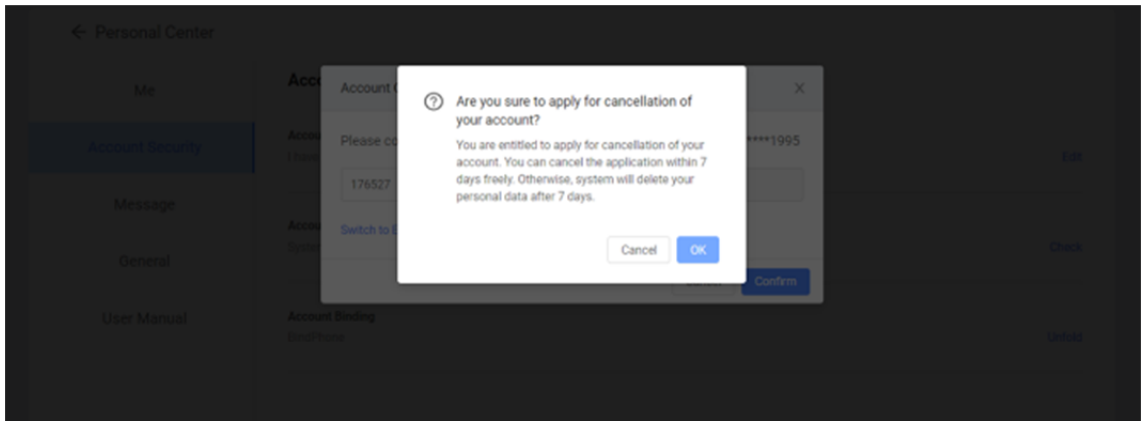 Personal Center
Me
Account Security
Message
General
User Manual
Acco
Account
Please co
****1995
176527
Switch to
Confirm
Are you sure to apply for cancellation of
your account?
You are entitled to apply for cancellation of your
account. You can cancel the application within 7
days freely. Otherwise, system will delete your
personal data after 7 days.
Cancel
OK
Edit
Check
Account Binding
Unfold